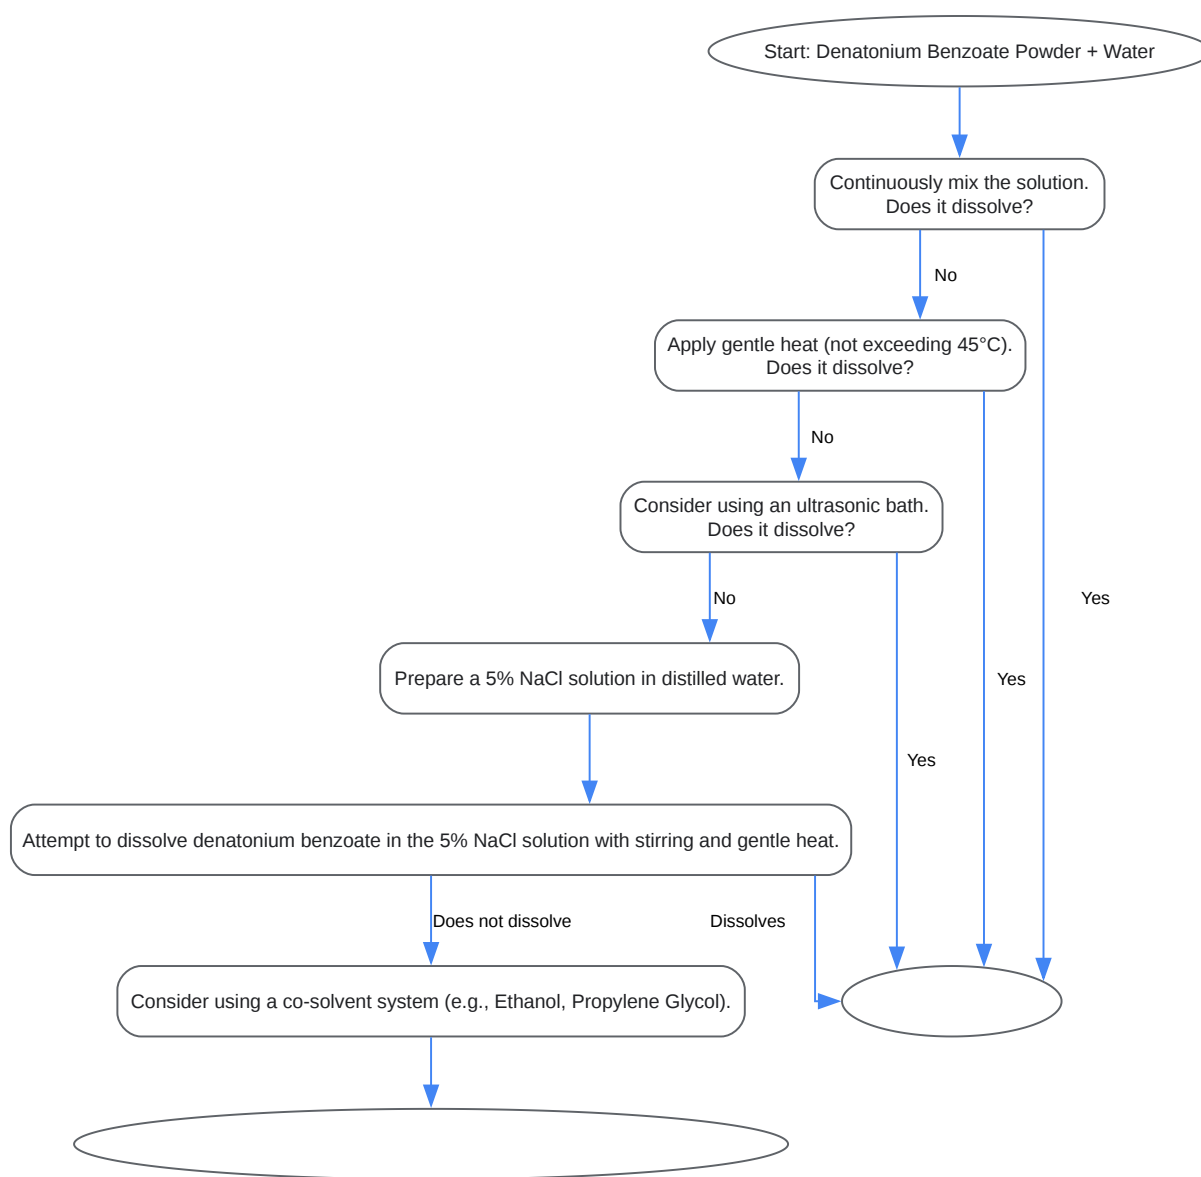 Start: Denatonium Benzoate Powder + Water
Continuously mix the solution.
Does it dissolve?
No
Apply gentle heat (not exceeding 45°C).
Does it dissolve?
No
Consider using an ultrasonic bath.
Does it dissolve?
No
Yes
Prepare a 5% NaCl solution in distilled water.
Yes
Yes
Attempt to dissolve denatonium benzoate in the 5% NaCl solution with stirring and gentle heat.
Does not dissolve
Dissolves
Consider using a co-solvent system (e.g., Ethanol, Propylene Glycol).